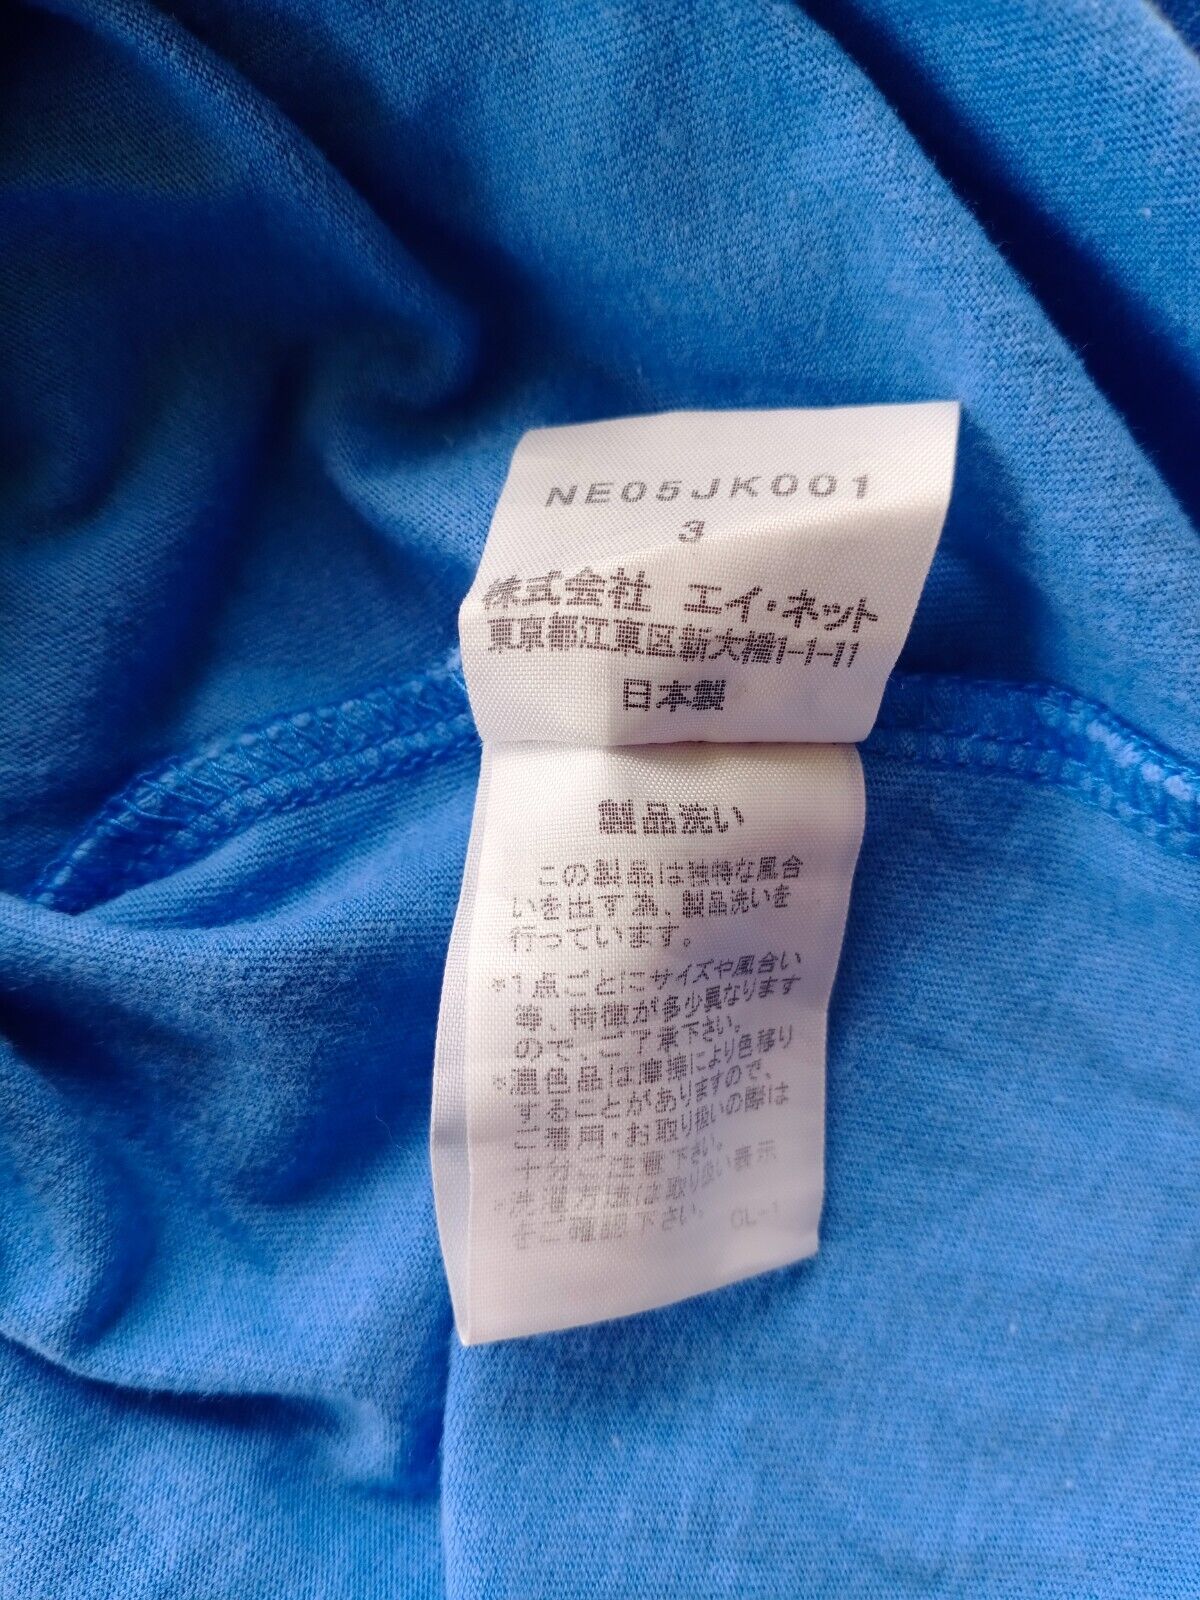 NE05JK001
3
株式会社 エイ・ネット
東京都江東区新大橋1-1-11
日本製
製品洗い
この製品は独特な風合
いを出す為、製品洗いを
行っています。
*1点ごとにサイズや風合い
等、特徴が多少異なります
ので、ご了承下さい。
*濃色品は摩擦により色移り
することがありますので、
ご着用・お取り扱いの際は
十分ご注意下さい。
*洗濯方法は取り扱い表示
をご確認下さい。 OL-1